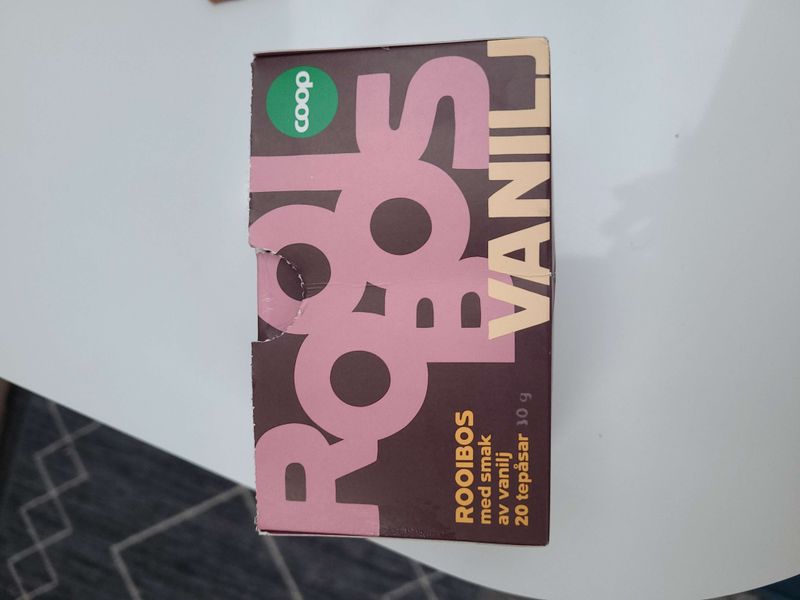 coop
ROOIBOS
VANILJ
ROOIBOS
med smak
av vanilj
20 tepåsar 30 g